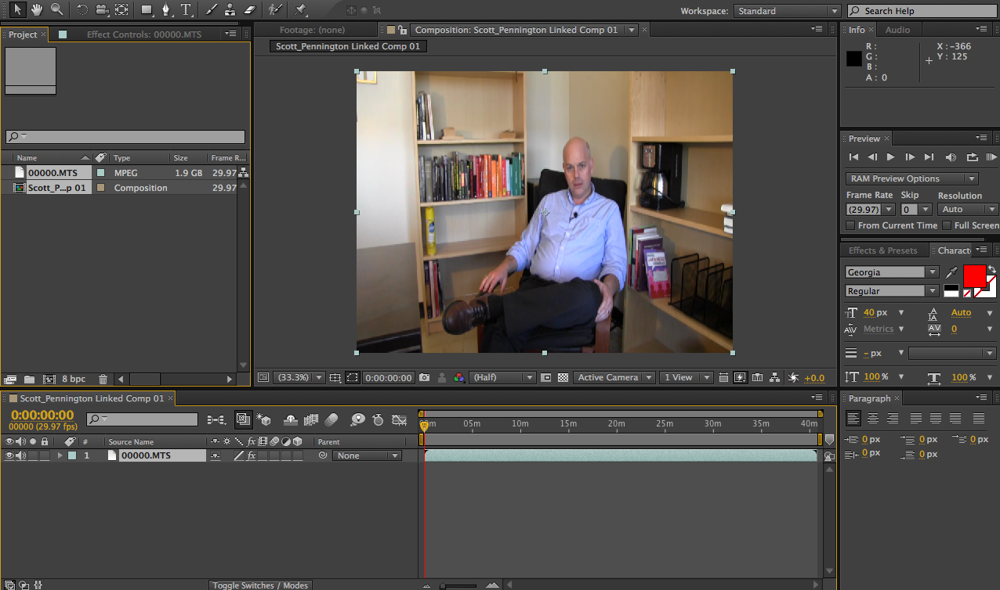 Workspace: Standard
Search Help
Project
Effect Controls: 00000.MTS
Name Type Size Frame R...
00000.MTS MPEG 1.9 GB 29.97
Scott_P...p 01 Composition 29.97
8 bpc
Footage: (none)
Composition: Scott_Pennington Linked Comp 01
Scott_Pennington Linked Comp 01
JAPANESE
(33.3%) 0:00:00:00 (Half) Active Camera 1 View +0.0
Info Audio
R :
G :
B :
A : 0
X : -366
Y : 125
Preview
RAM Preview Options
Frame Rate Skip Resolution
(29.97) 0 Auto
From Current Time Full Screen
Effects & Presets Charact
Georgia
Regular
T 40 px Auto
AV Metrics AV 0
– px
T 100 % T 100 %
Paragraph
0 px 0 px 0 px
0 px 0 px
Scott_Pennington Linked Comp 01
0:00:00:00
00000 (29.97 fps)
05m 10m 15m 20m 25m 30m 35m 40m
# Source Name fx Parent
1 00000.MTS fx None
Toggle Switches / Modes